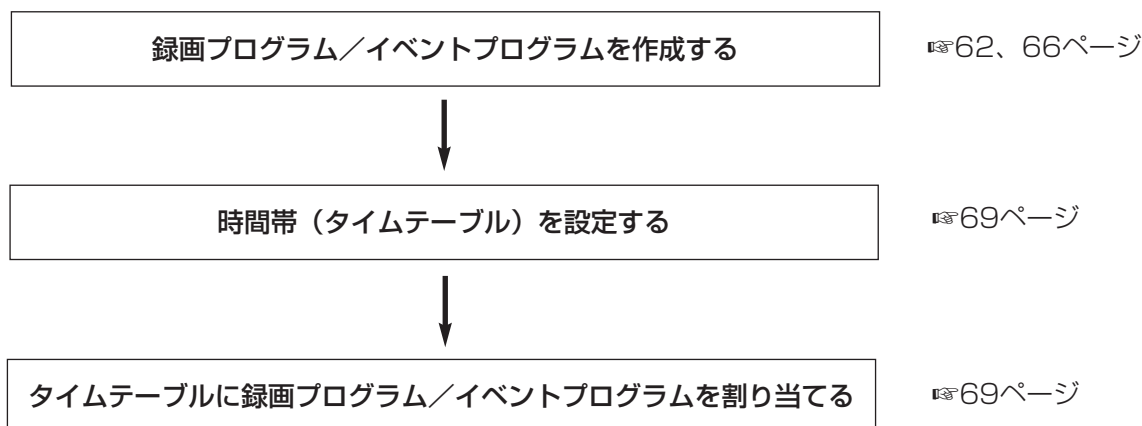 録画プログラム／イベントプログラムを作成する ☞62、66ページ
時間帯（タイムテーブル）を設定する ☞69ページ
タイムテーブルに録画プログラム／イベントプログラムを割り当てる ☞69ページ